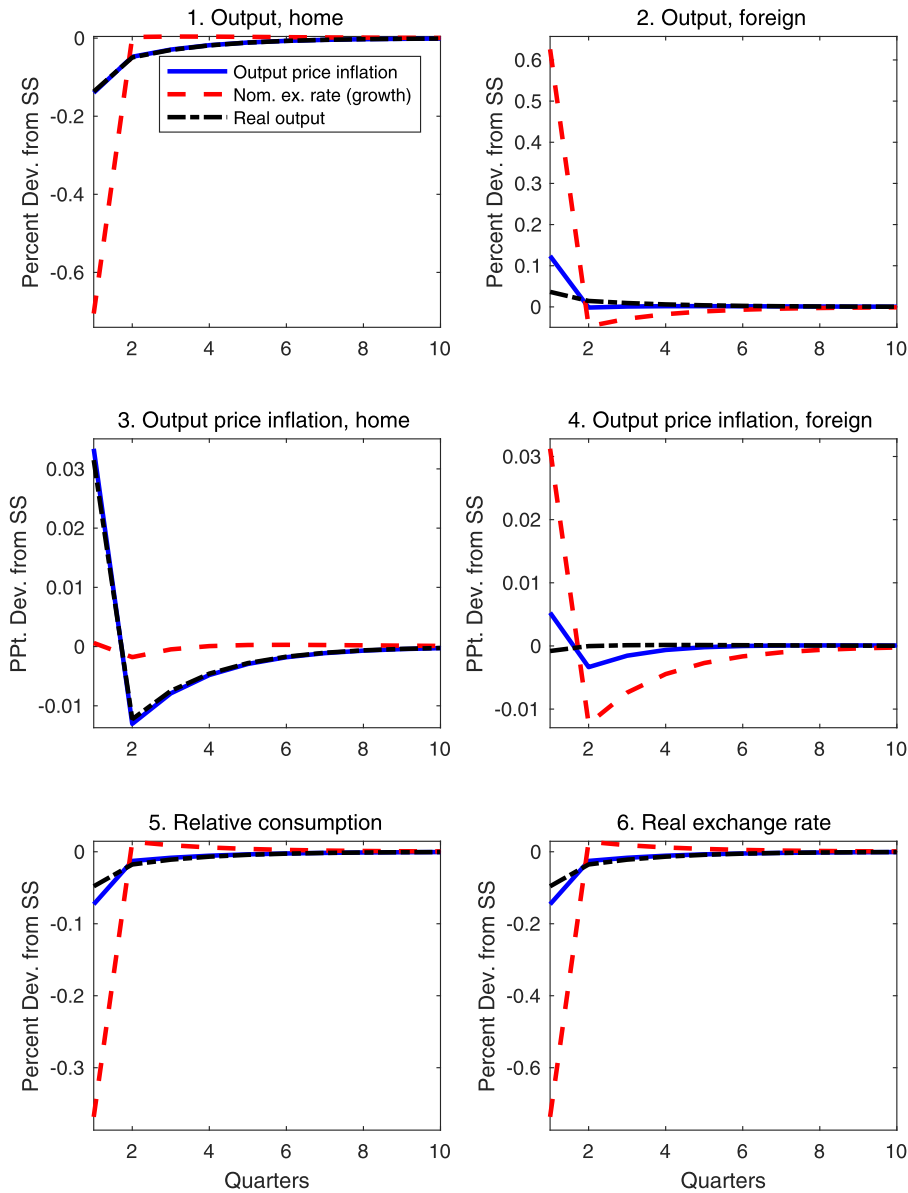 1. Output, home
0
-0.2
-0.4
-0.6
Percent Dev. from SS
Output price inflation
Nom. ex. rate (growth)
Real output
2 4 6 8 10
2. Output, foreign
0.6
0.5
0.4
0.3
0.2
0.1
0
Percent Dev. from SS
2 4 6 8 10
3. Output price inflation, home
0.03
0.02
0.01
0
-0.01
PPt. Dev. from SS
2 4 6 8 10
4. Output price inflation, foreign
0.03
0.02
0.01
0
-0.01
PPt. Dev. from SS
2 4 6 8 10
5. Relative consumption
0
-0.1
-0.2
-0.3
Percent Dev. from SS
2 4 6 8 10
Quarters
6. Real exchange rate
0
-0.2
-0.4
-0.6
Percent Dev. from SS
2 4 6 8 10
Quarters